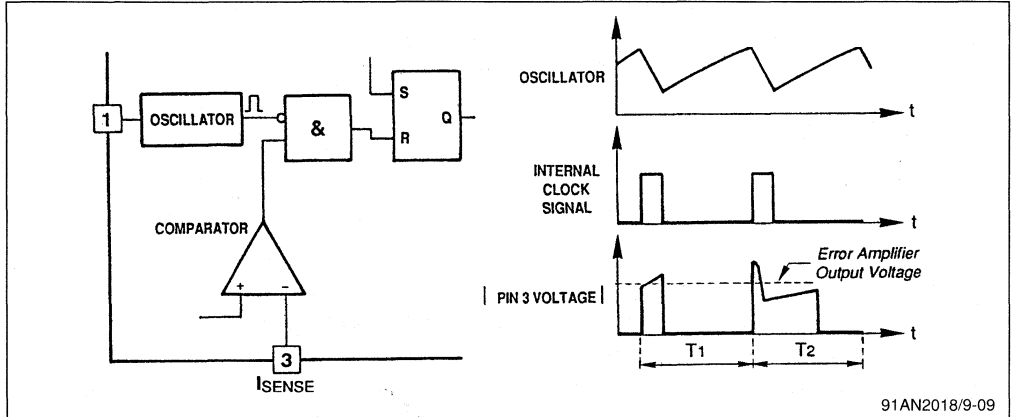 1
OSCILLATOR
&
S
R
Q
COMPARATOR
+
−
3
ISENSE
OSCILLATOR
t
INTERNAL
CLOCK
SIGNAL
t
Error Amplifier
Output Voltage
| PIN 3 VOLTAGE |
t
T1
T2
91AN2018/9-09